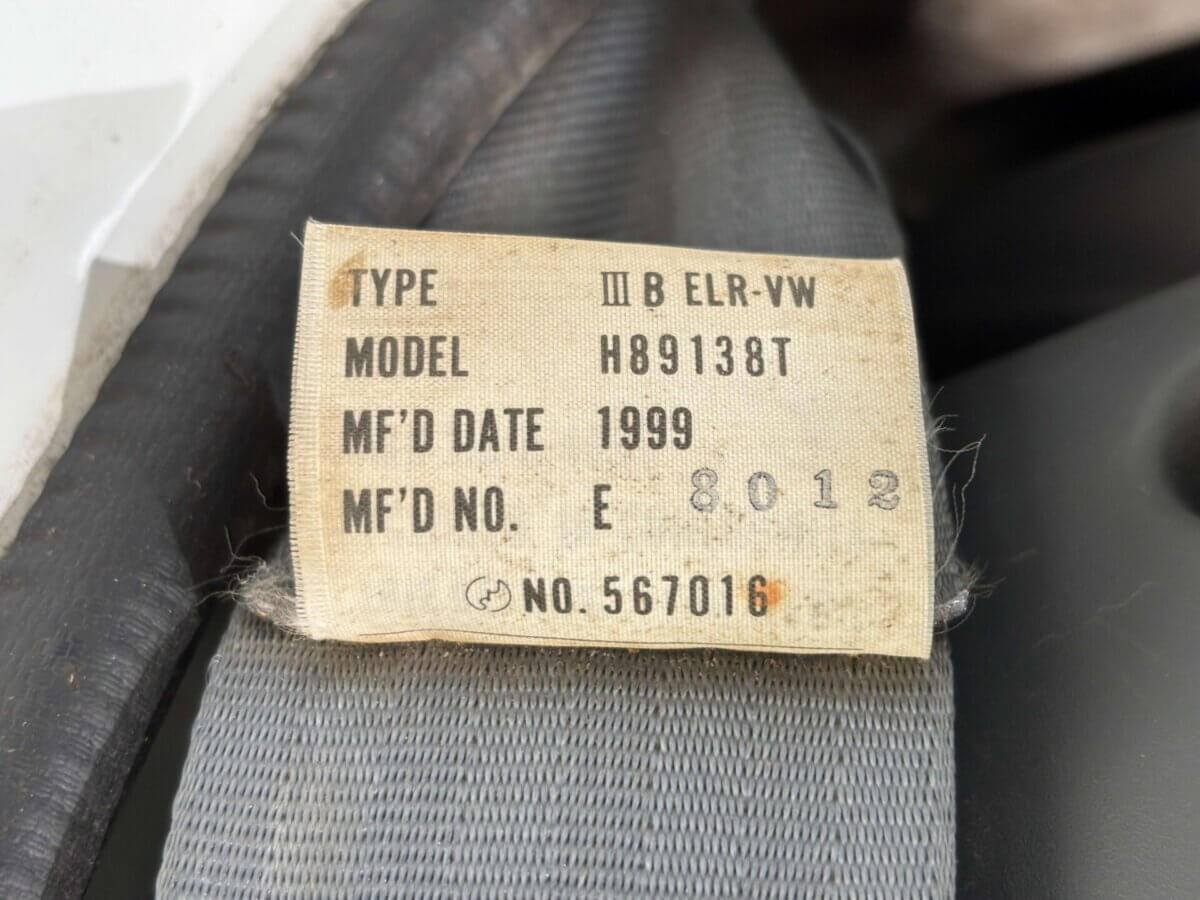 TYPE III B ELR-VW
MODEL H89138T
MF'D DATE 1999
MF'D NO. E 8012
NO. 567016